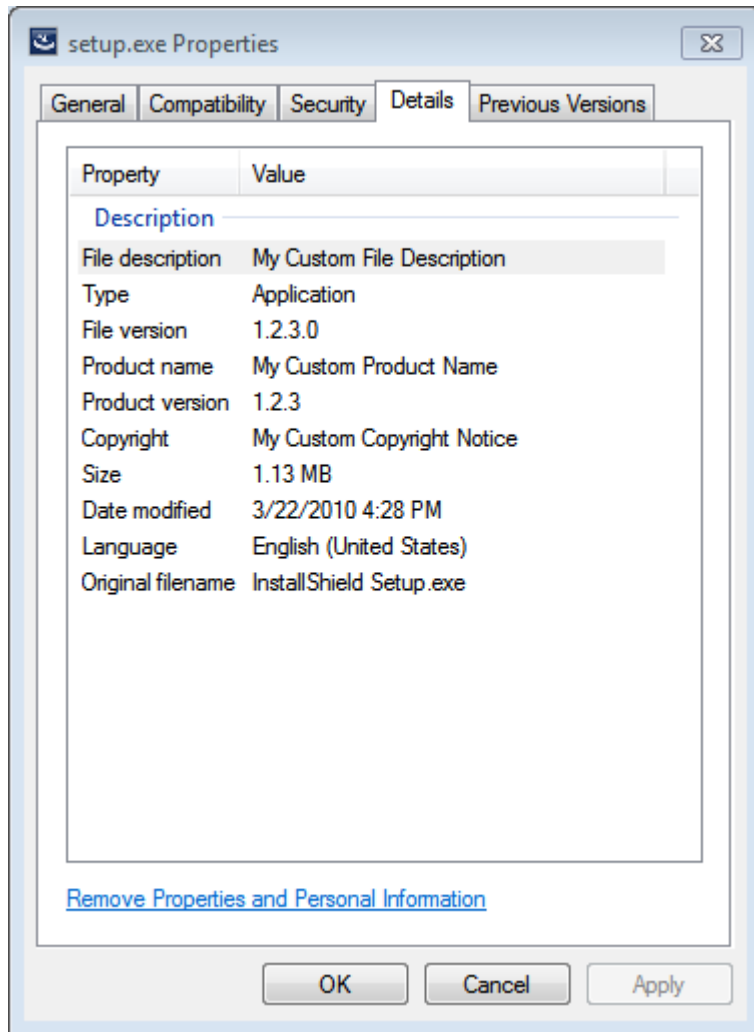 setup.exe Properties
General Compatibility Security Details Previous Versions
Property Value
Description
File description My Custom File Description
Type Application
File version 1.2.3.0
Product name My Custom Product Name
Product version 1.2.3
Copyright My Custom Copyright Notice
Size 1.13 MB
Date modified 3/22/2010 4:28 PM
Language English (United States)
Original filename InstallShield Setup.exe
Remove Properties and Personal Information
OK Cancel Apply